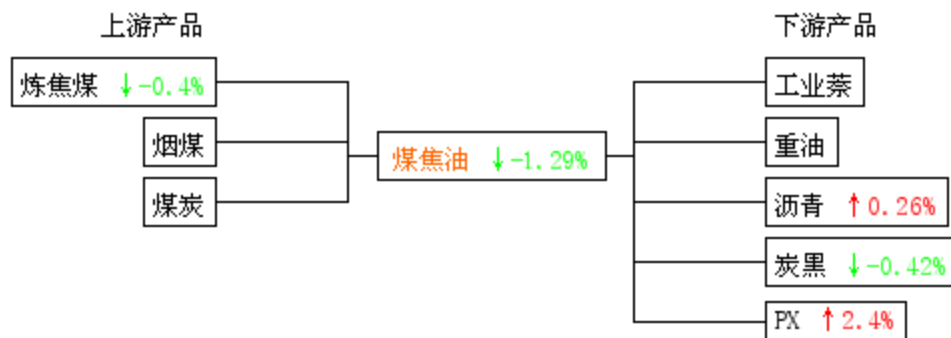 上游产品
下游产品
炼焦煤 ↓-0.4%
烟煤
煤炭
煤焦油 ↓-1.29%
工业萘
重油
沥青 ↑0.26%
炭黑 ↓-0.42%
PX ↑2.4%